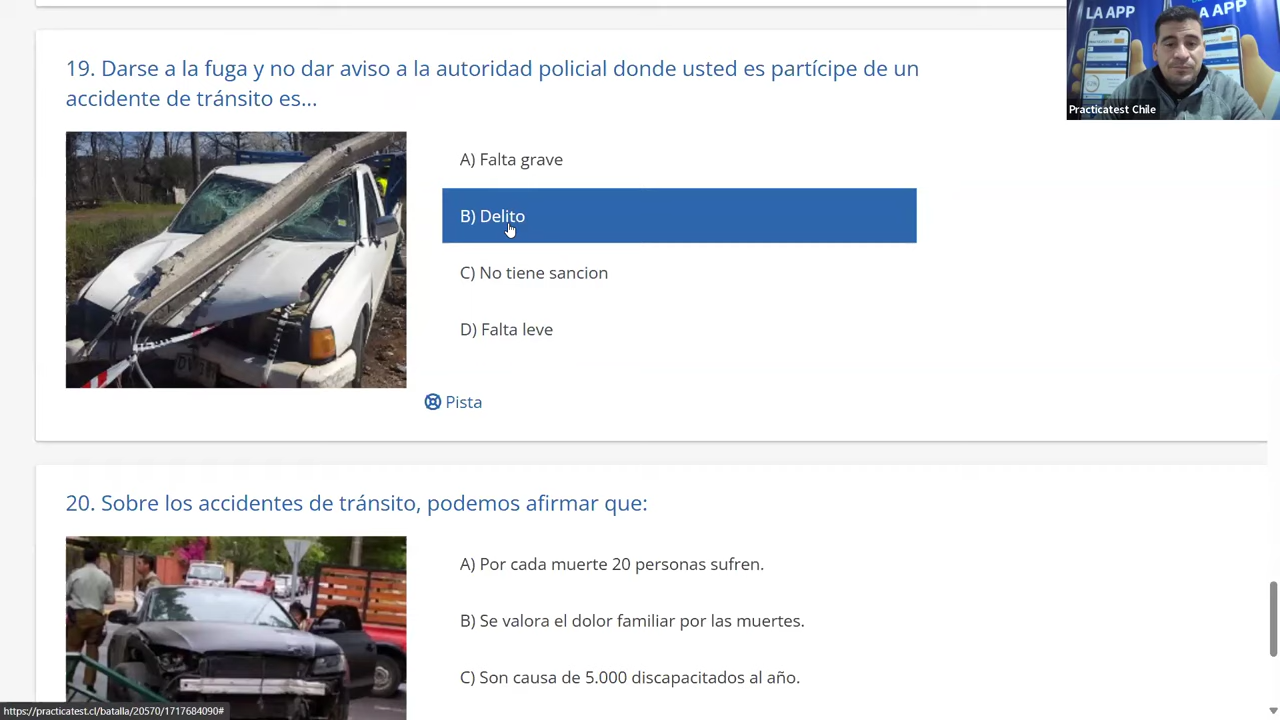 LA APP
LA APP
Practicatest Chile
19. Darse a la fuga y no dar aviso a la autoridad policial donde usted es partícipe de un
accidente de tránsito es...
A) Falta grave
B) Delito
C) No tiene sancion
D) Falta leve
Pista
20. Sobre los accidentes de tránsito, podemos afirmar que:
A) Por cada muerte 20 personas sufren.
B) Se valora el dolor familiar por las muertes.
C) Son causa de 5.000 discapacitados al año.
https://practicatest.cl/batalla/20570/1717684090#